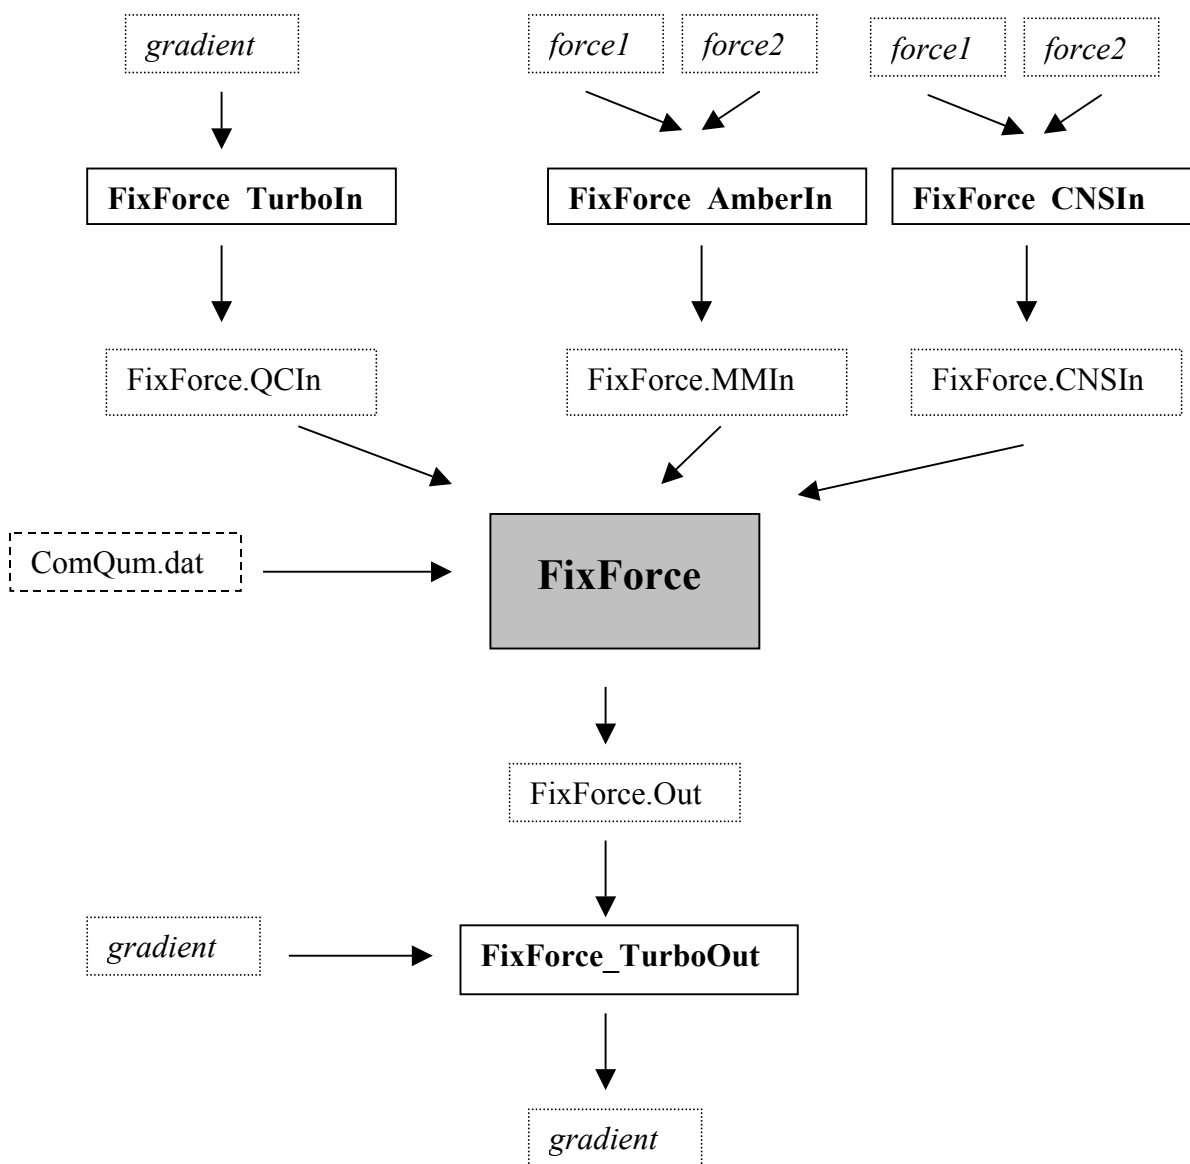 gradient
force1
force2
force1
force2
FixForce TurboIn
FixForce AmberIn
FixForce CNSIn
FixForce.QCIn
FixForce.MMIn
FixForce.CNSIn
ComQum.dat
FixForce
FixForce.Out
gradient
FixForce_TurboOut
gradient